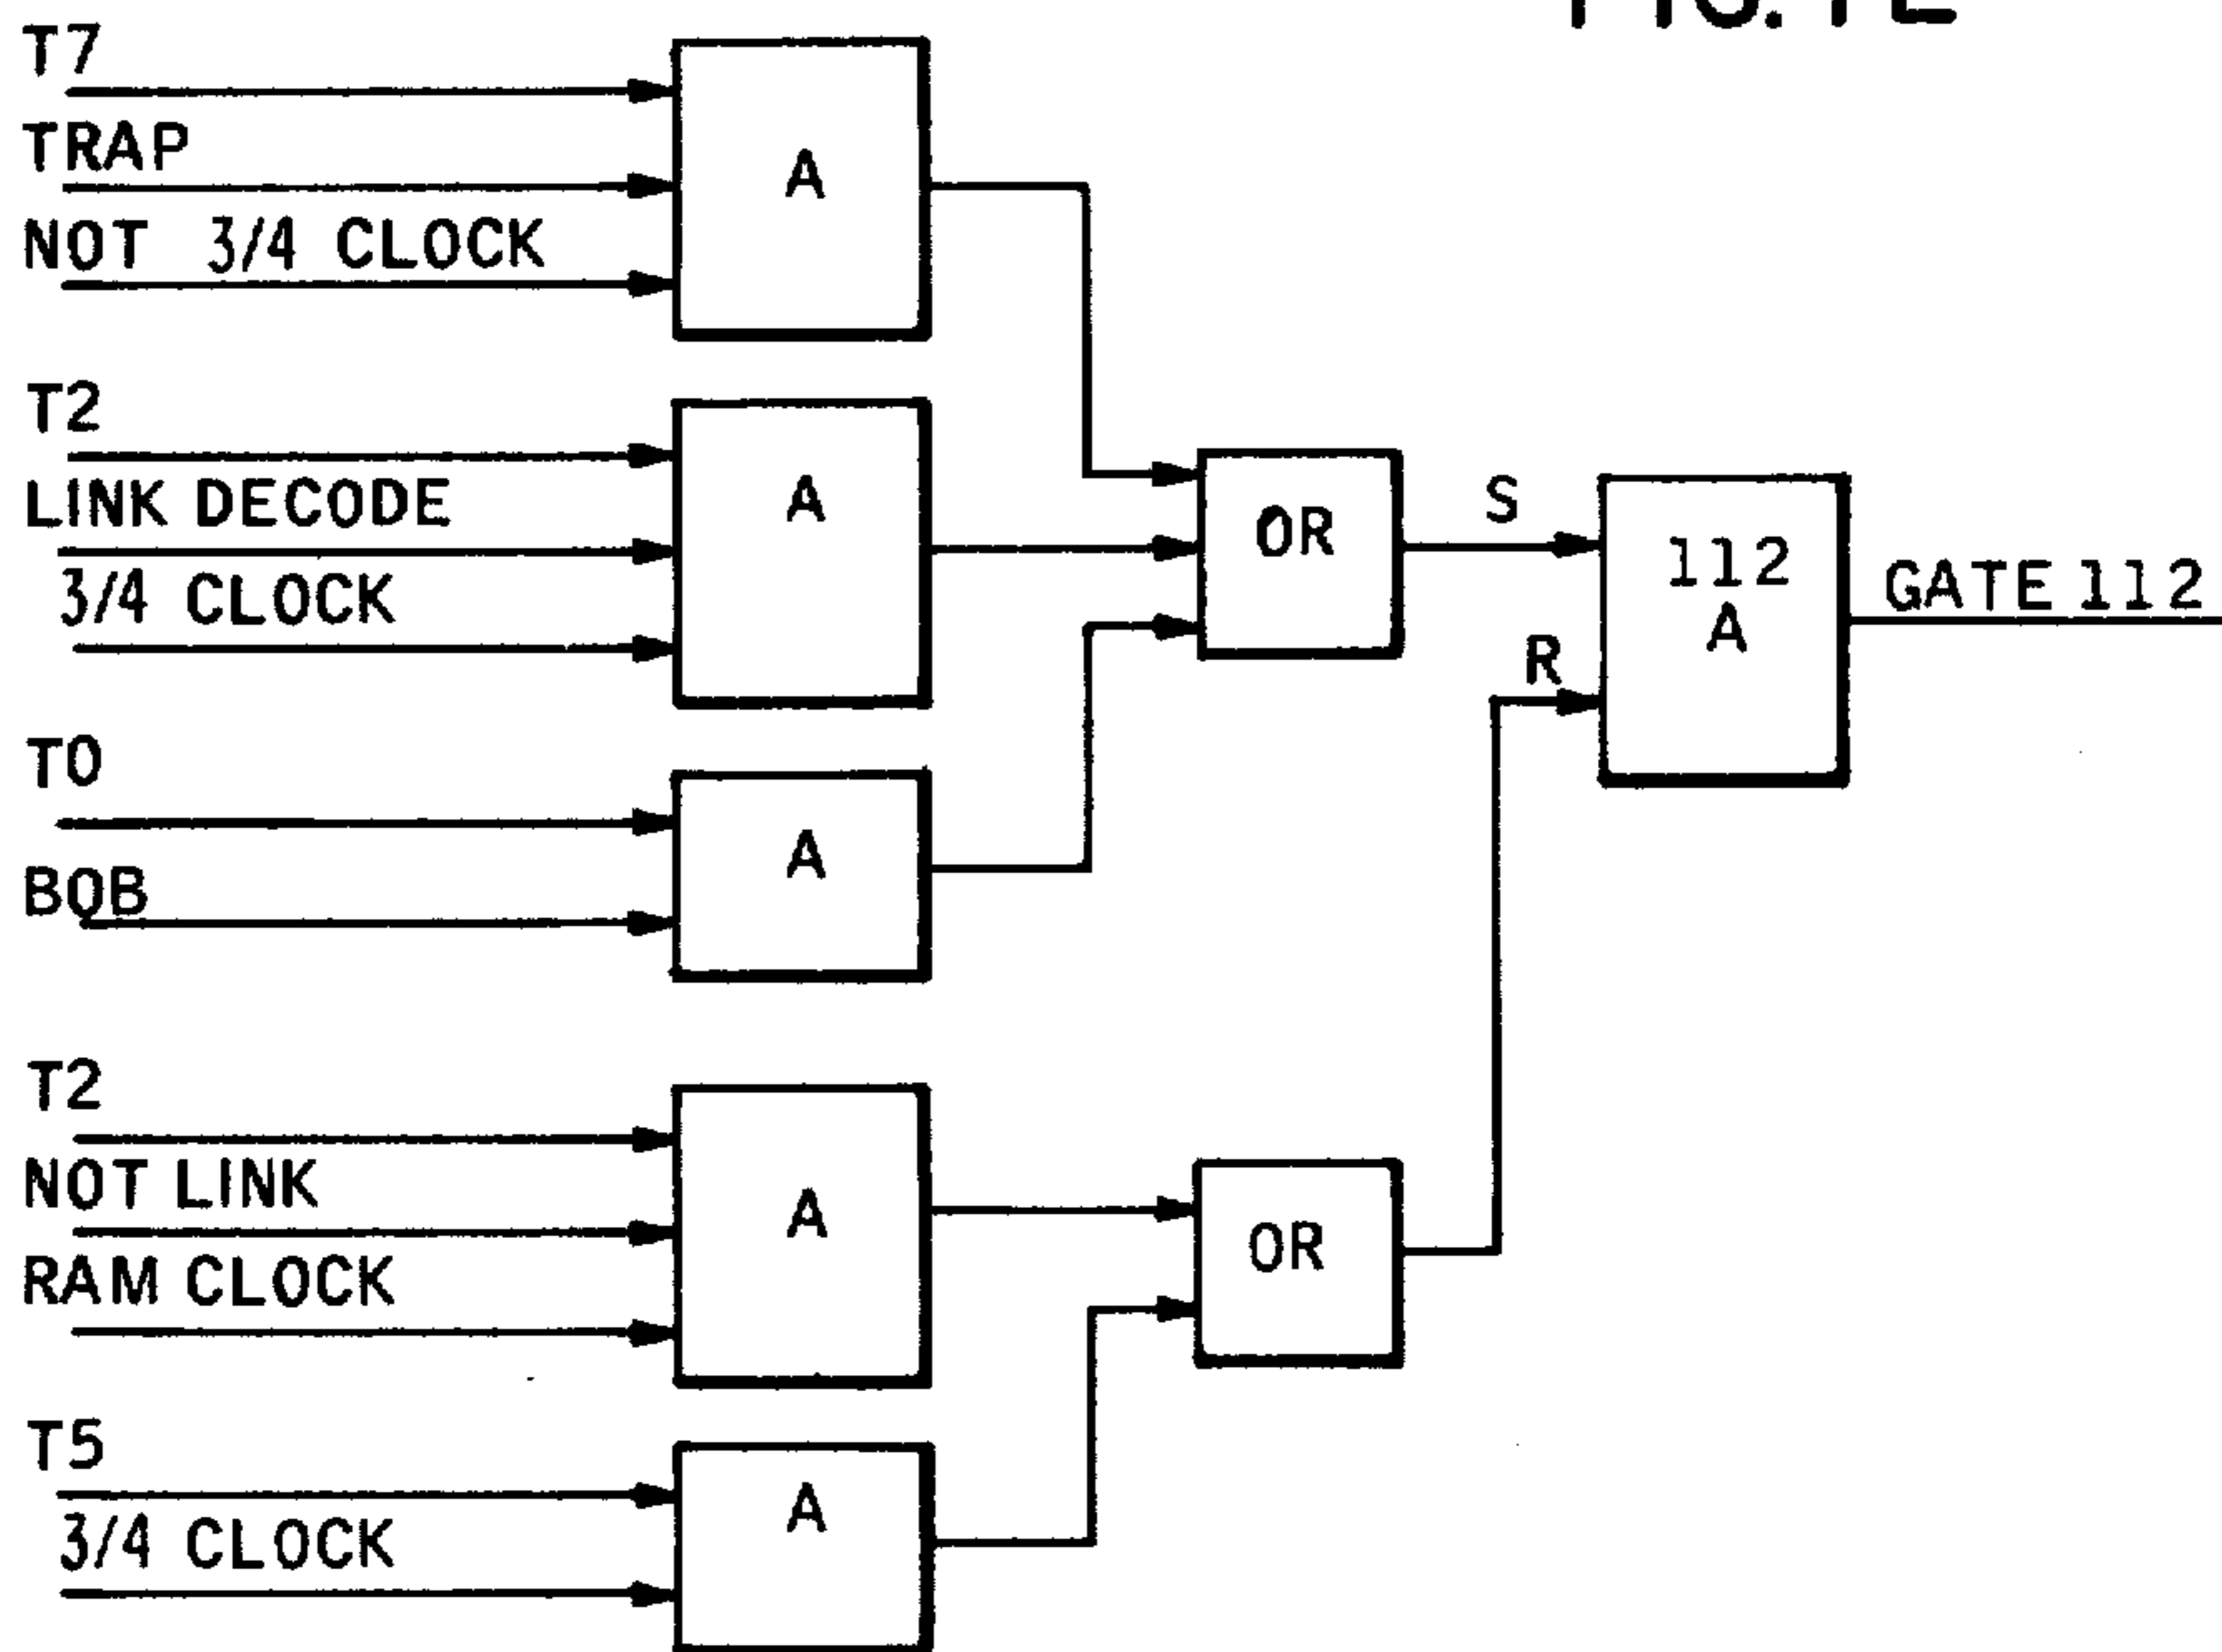 T7
TRAP
NOT 3/4 CLOCK
A
T2
LINK DECODE
3/4 CLOCK
A
T0
BOB
A
OR
S
R
112
A
GATE 112
T2
NOT LINK
RAM CLOCK
A
T5
3/4 CLOCK
A
OR